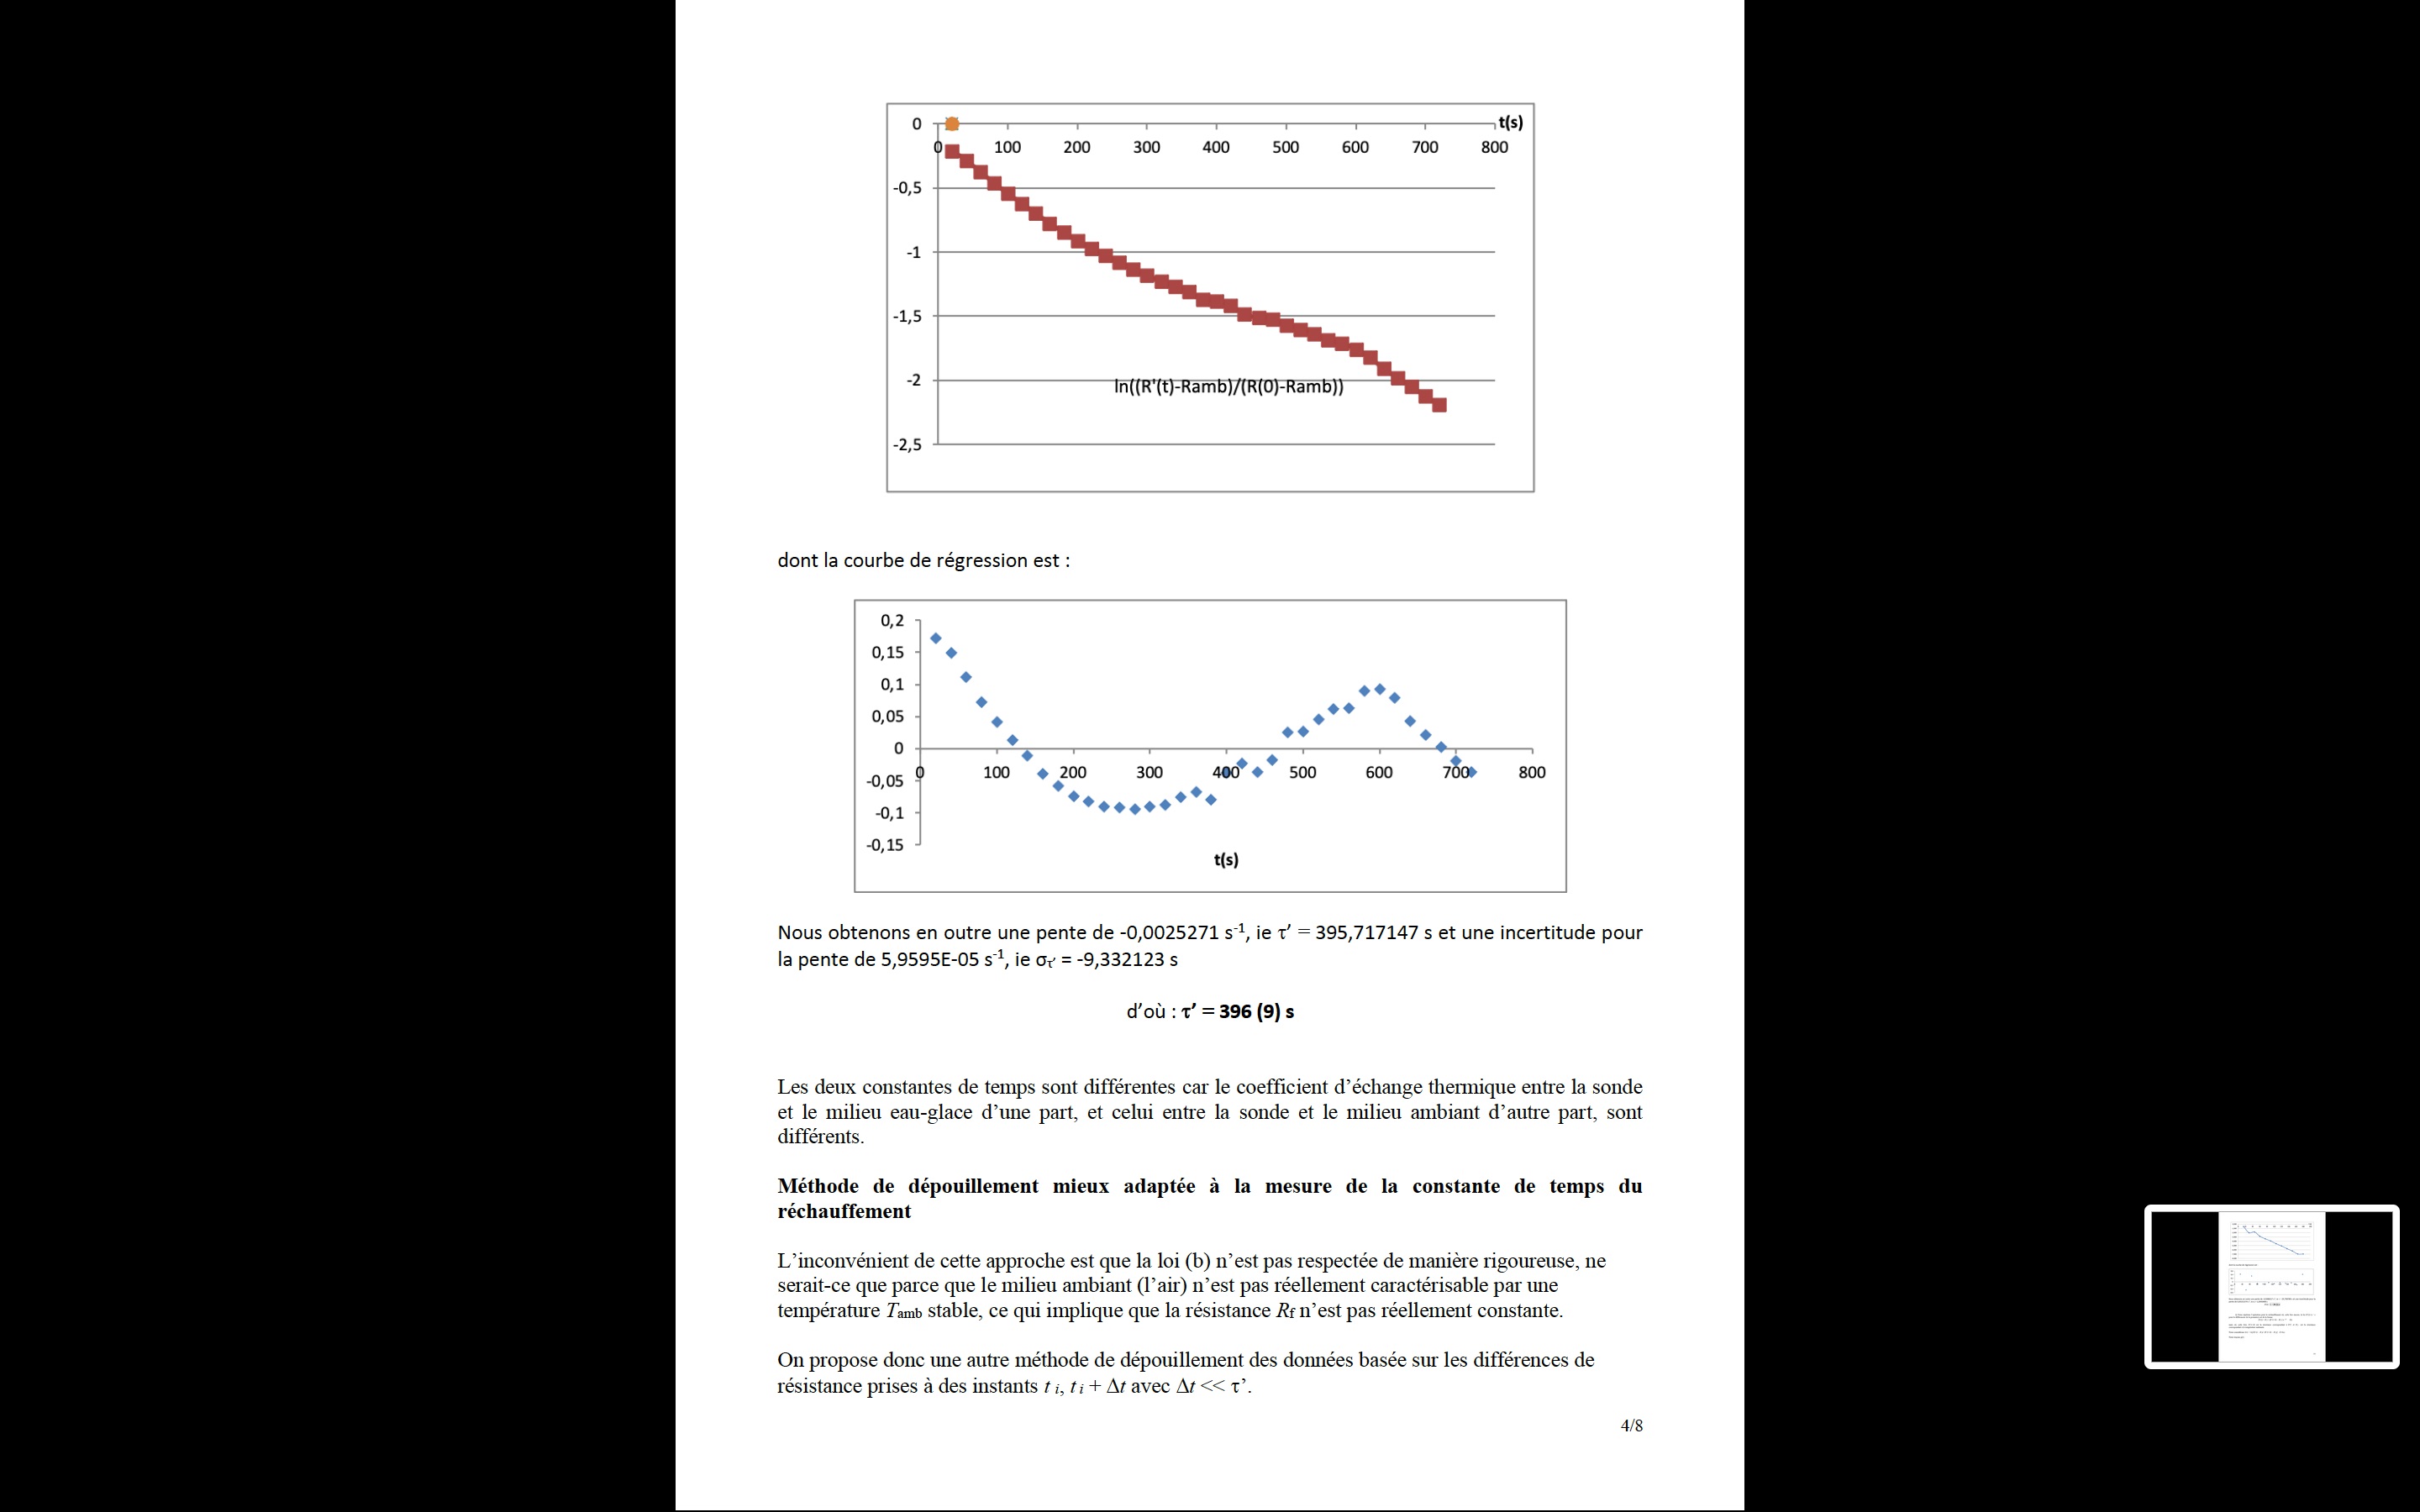 0
t(s)
0 100 200 300 400 500 600 700 800
-0,5
-1
-1,5
-2
ln((R'(t)-Ramb)/(R(0)-Ramb))
-2,5
dont la courbe de régression est :
0,2
0,15
0,1
0,05
0
0 100 200 300 400 500 600 700 800
-0,05
-0,1
-0,15
t(s)
Nous obtenons en outre une pente de -0,0025271 s⁻¹, ie τ’ = 395,717147 s et une incertitude pour
la pente de 5,9595E-05 s⁻¹, ie στ’ = -9,332123 s
d’où : τ’ = 396 (9) s
Les deux constantes de temps sont différentes car le coefficient d’échange thermique entre la sonde
et le milieu eau-glace d’une part, et celui entre la sonde et le milieu ambiant d’autre part, sont
différents.
Méthode de dépouillement mieux adaptée à la mesure de la constante de temps du
réchauffement
L’inconvénient de cette approche est que la loi (b) n’est pas respectée de manière rigoureuse, ne
serait-ce que parce que le milieu ambiant (l’air) n’est pas réellement caractérisable par une
température Tamb stable, ce qui implique que la résistance Rf n’est pas réellement constante.
On propose donc une autre méthode de dépouillement des données basée sur les différences de
résistance prises à des instants t i, t i + Δt avec Δt << τ’.
4/8